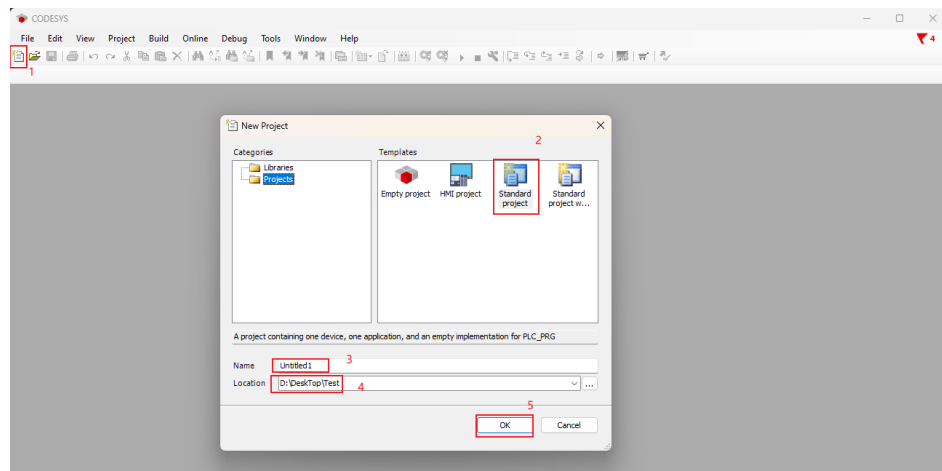 CODESYS
File Edit View Project Build Online Debug Tools Window Help
4
1
New Project
2
Categories
Templates
Libraries
Projects
Empty project
HMI project
Standard project
Standard project w...
A project containing one device, one application, and an empty implementation for PLC_PRG
Name Untitled1 3
Location D:\DeskTop\Test 4
...
5
OK Cancel